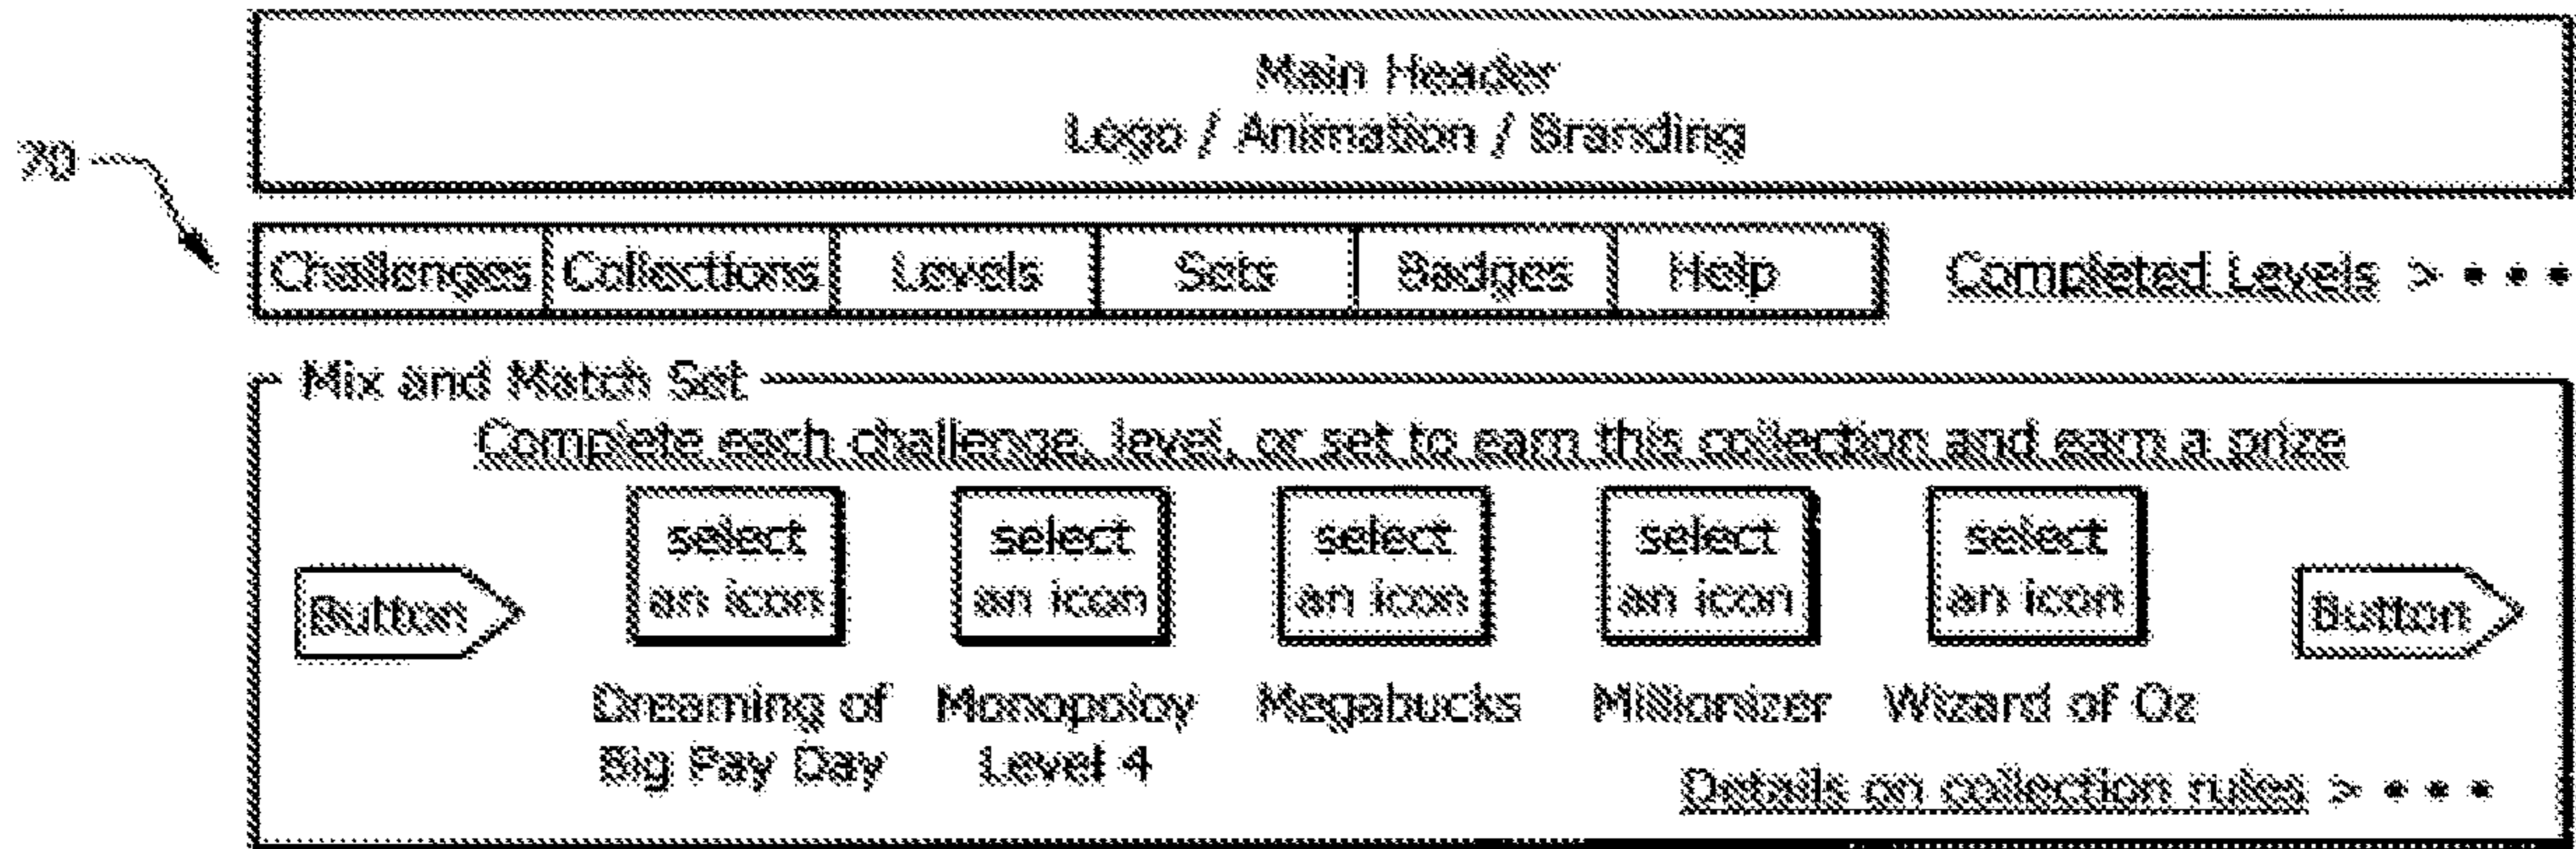 Main Header
Logo / Animation / Branding
70
Challenges Collections Levels Sets Badges Help Completed Levels > • • •
Mix and Match Set
Complete each challenge, level, or set to earn this collection and earn a prize
select select select select select
an icon an icon an icon an icon an icon
Button Button
Dreaming of Monopoloy Megabucks Millionizer Wizard of Oz
Big Pay Day Level 4
Details on collection rules > • • •